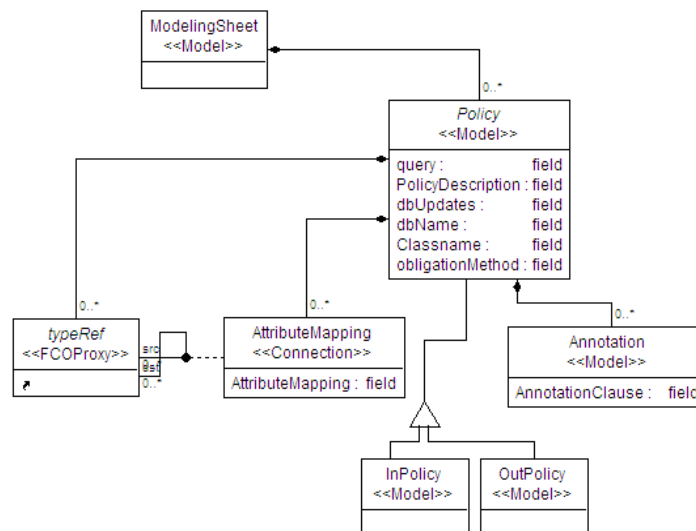 ModelingSheet
<<Model>>
0..*
Policy
<<Model>>
query : field
PolicyDescription : field
dbUpdates : field
dbName : field
Classname : field
obligationMethod : field
0..*
0..*
0..*
typeRef
<<FCOProxy>>
src
dst
0..*
AttributeMapping
<<Connection>>
AttributeMapping : field
Annotation
<<Model>>
AnnotationClause : field
InPolicy
<<Model>>
OutPolicy
<<Model>>